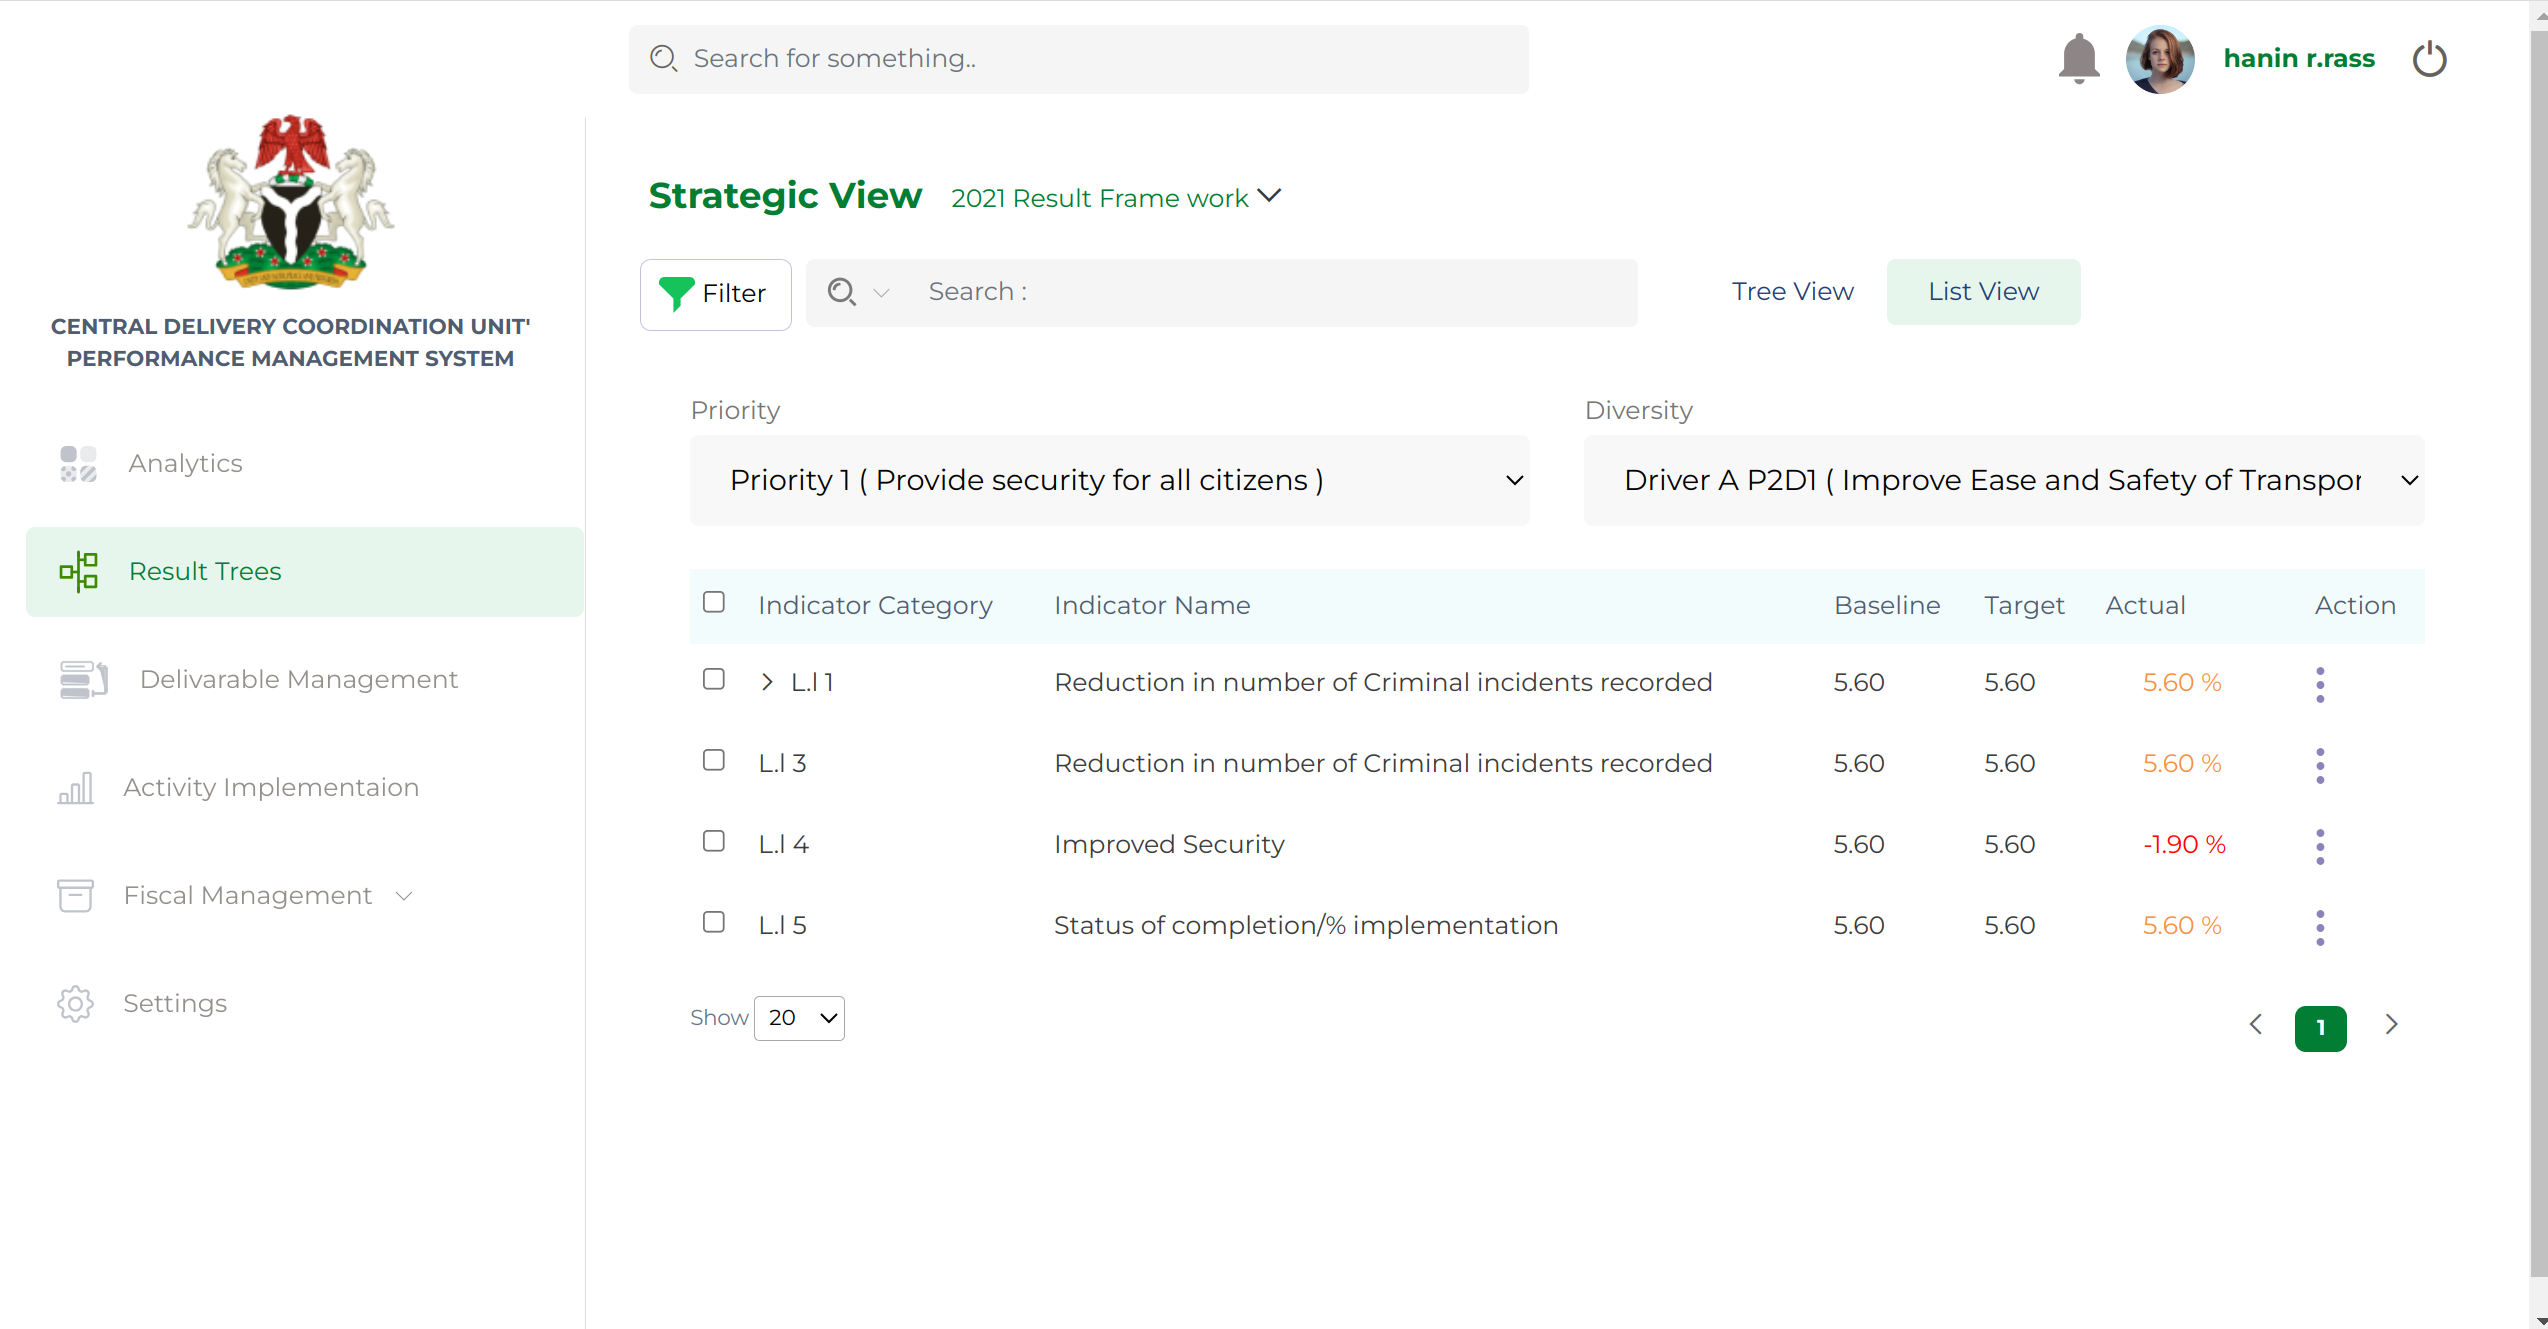 Search for something..
hanin r.rass
CENTRAL DELIVERY COORDINATION UNIT'
PERFORMANCE MANAGEMENT SYSTEM
Analytics
Result Trees
Delivarable Management
Activity Implementaion
Fiscal Management
Settings
Strategic View 2021 Result Frame work
Filter Search : Tree View List View
Priority Diversity
Priority 1 ( Provide security for all citizens ) Driver A P2D1 ( Improve Ease and Safety of Transpor
Indicator Category Indicator Name Baseline Target Actual Action
L.l 1 Reduction in number of Criminal incidents recorded 5.60 5.60 5.60 %
L.l 3 Reduction in number of Criminal incidents recorded 5.60 5.60 5.60 %
L.l 4 Improved Security 5.60 5.60 -1.90 %
L.l 5 Status of completion/% implementation 5.60 5.60 5.60 %
Show 20 1